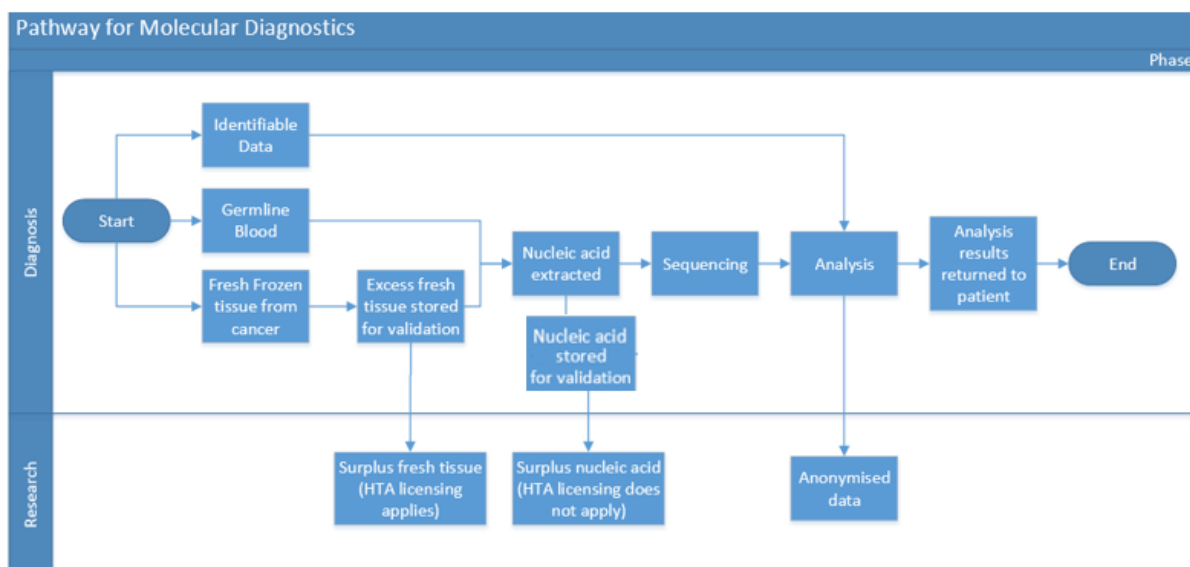 Pathway for Molecular Diagnostics
Phase
Diagnosis
Identifiable
Data
Start
Germline
Blood
Fresh Frozen
tissue from
cancer
Excess fresh
tissue stored
for validation
Nucleic acid
extracted
Nucleic acid
stored
for validation
Sequencing
Analysis
Analysis
results
returned to
patient
End
Research
Surplus fresh tissue
(HTA licensing
applies)
Surplus nucleic acid
(HTA licensing does
not apply)
Anonymised
data